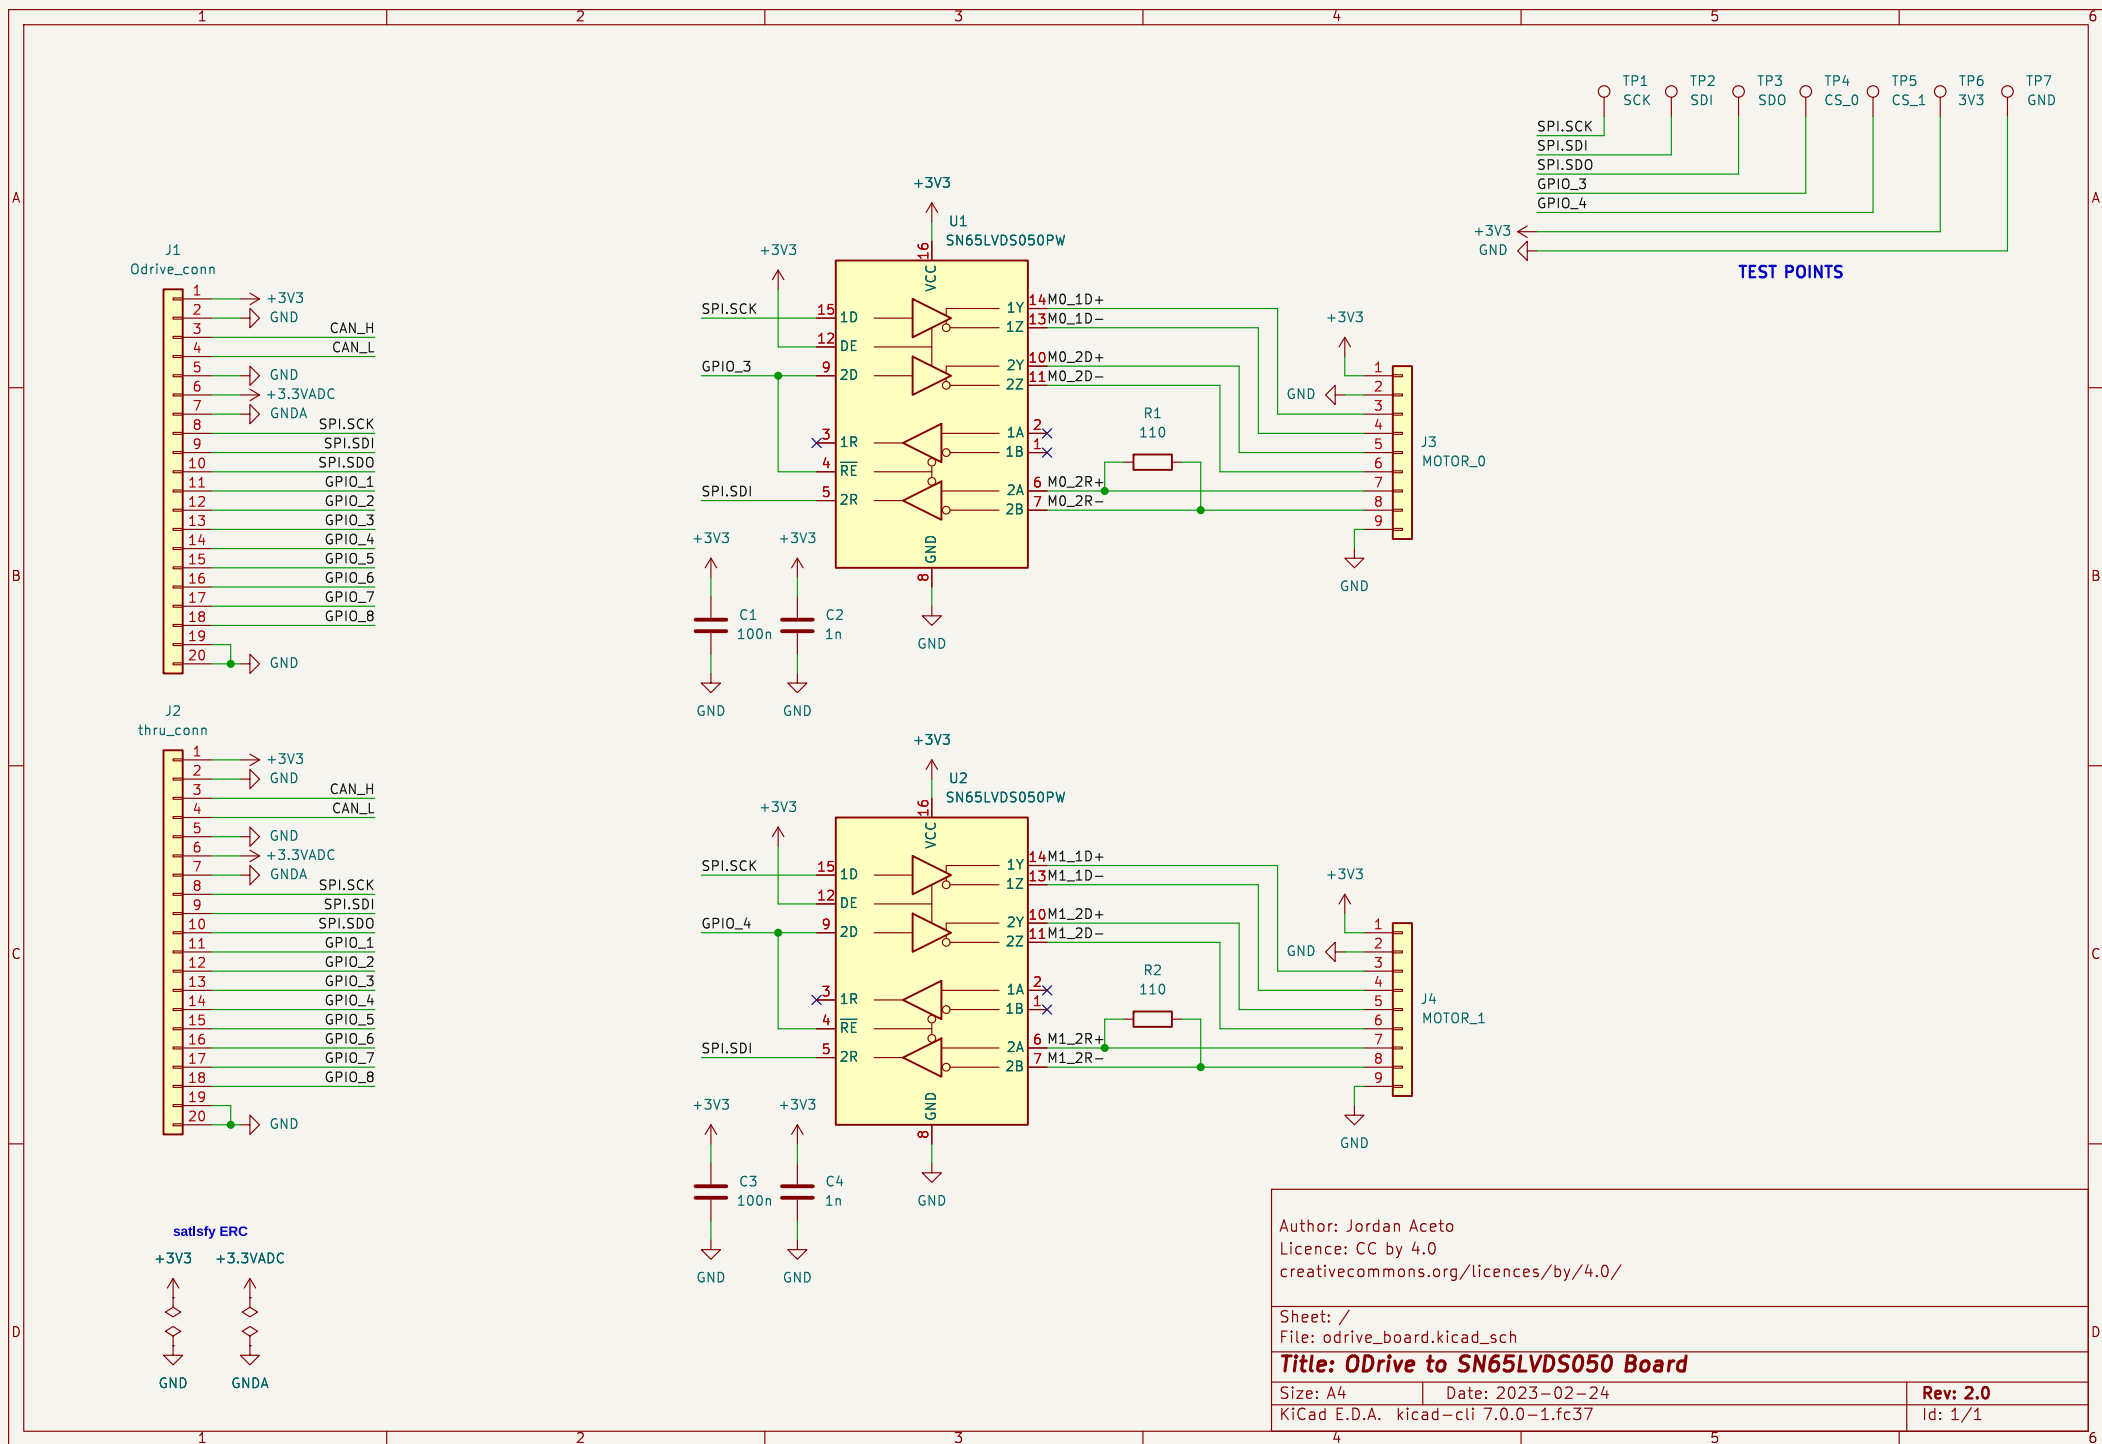 1 2 3 4 5 6
TP1 TP2 TP3 TP4 TP5 TP6 TP7
SCK SDI SDO CS_0 CS_1 3V3 GND
SPI.SCK
SPI.SDI
SPI.SDO
GPIO_3
GPIO_4
+3V3
GND
TEST POINTS
A A
B B
C C
D D
J1
Odrive_conn
1 +3V3
2 GND
3 CAN_H
4 CAN_L
5 GND
6 +3.3VADC
7 GNDA
8 SPI.SCK
9 SPI.SDI
10 SPI.SDO
11 GPIO_1
12 GPIO_2
13 GPIO_3
14 GPIO_4
15 GPIO_5
16 GPIO_6
17 GPIO_7
18 GPIO_8
19
20 GND
J2
thru_conn
1 +3V3
2 GND
3 CAN_H
4 CAN_L
5 GND
6 +3.3VADC
7 GNDA
8 SPI.SCK
9 SPI.SDI
10 SPI.SDO
11 GPIO_1
12 GPIO_2
13 GPIO_3
14 GPIO_4
15 GPIO_5
16 GPIO_6
17 GPIO_7
18 GPIO_8
19
20 GND
satIsfy ERC
+3V3 +3.3VADC
GND GNDA
+3V3
U1
SN65LVDS050PW
+3V3
16
VCC
SPI.SCK 15 1D 1Y 14 M0_1D+
1Z 13 M0_1D-
12 DE
GPIO_3 9 2D 2Y 10 M0_2D+
2Z 11 M0_2D-
3 1R 1A 2
1B 1
4 RE
SPI.SDI 5 2R 2A 6 M0_2R+
2B 7 M0_2R-
GND
8
GND
R1
110
+3V3
GND
1
2
3
4
5
6
7
8
9
J3
MOTOR_0
GND
+3V3 +3V3
C1 C2
100n 1n
GND GND
+3V3
U2
SN65LVDS050PW
+3V3
16
VCC
SPI.SCK 15 1D 1Y 14 M1_1D+
1Z 13 M1_1D-
12 DE
GPIO_4 9 2D 2Y 10 M1_2D+
2Z 11 M1_2D-
3 1R 1A 2
1B 1
4 RE
SPI.SDI 5 2R 2A 6 M1_2R+
2B 7 M1_2R-
GND
8
GND
R2
110
+3V3
GND
1
2
3
4
5
6
7
8
9
J4
MOTOR_1
GND
+3V3 +3V3
C3 C4
100n 1n
GND GND
Author: Jordan Aceto
Licence: CC by 4.0
creativecommons.org/licences/by/4.0/
Sheet: /
File: odrive_board.kicad_sch
Title: ODrive to SN65LVDS050 Board
Size: A4 Date: 2023-02-24 Rev: 2.0
KiCad E.D.A. kicad-cli 7.0.0-1.fc37 Id: 1/1
1 2 3 4 5 6